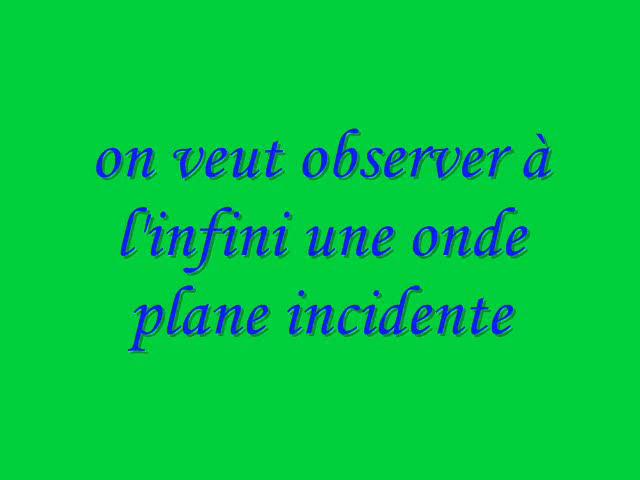 on veut observer à
l'infini une onde
plane incidente